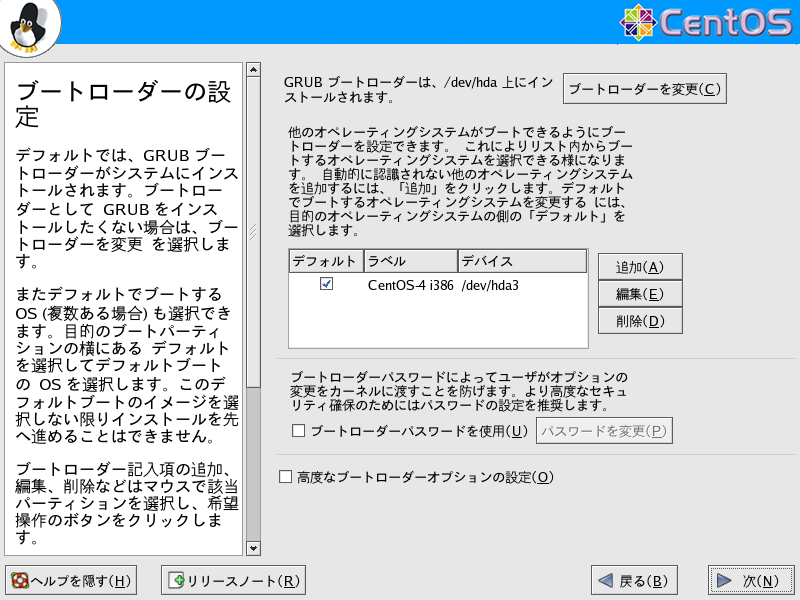 CentOS
ブートローダーの設
定
デフォルトでは、GRUB ブー
トローダーがシステムにインス
トールされます。ブートロー
ダーとして GRUB をインス
トールしたくない場合は、ブー
トローダーを変更 を選択しま
す。
またデフォルトでブートする
OS (複数ある場合) も選択でき
ます。目的のブートパーティ
ションの横にある デフォルト
を選択してデフォルトブート
の OS を選択します。このデ
フォルトブートのイメージを選
択しない限りインストールを先
へ進めることはできません。
ブートローダー記入項の追加、
編集、削除などはマウスで該当
パーティションを選択し、希望
操作のボタンをクリックしま
す。
GRUB ブートローダーは、/dev/hda 上にイン
ストールされます。
ブートローダーを変更(C)
他のオペレーティングシステムがブートできるようにブー
トローダーを設定できます。 これによりリスト内からブー
トするオペレーティングシステムを選択できる様になりま
す。 自動的に認識されない他のオペレーティングシステム
を追加するには、「追加」をクリックします。デフォルト
でブートするオペレーティングシステムを変更する には、
目的のオペレーティングシステムの側の「デフォルト」を
選択します。
デフォルト ラベル デバイス
CentOS-4 i386 /dev/hda3
追加(A)
編集(E)
削除(D)
ブートローダーパスワードによってユーザがオプションの
変更をカーネルに渡すことを防げます。より高度なセキュ
リティ確保のためにはパスワードの設定を推奨します。
ブートローダーパスワードを使用(U) パスワードを変更(P)
高度なブートローダーオプションの設定(O)
ヘルプを隠す(H) リリースノート(R) 戻る(B) 次(N)